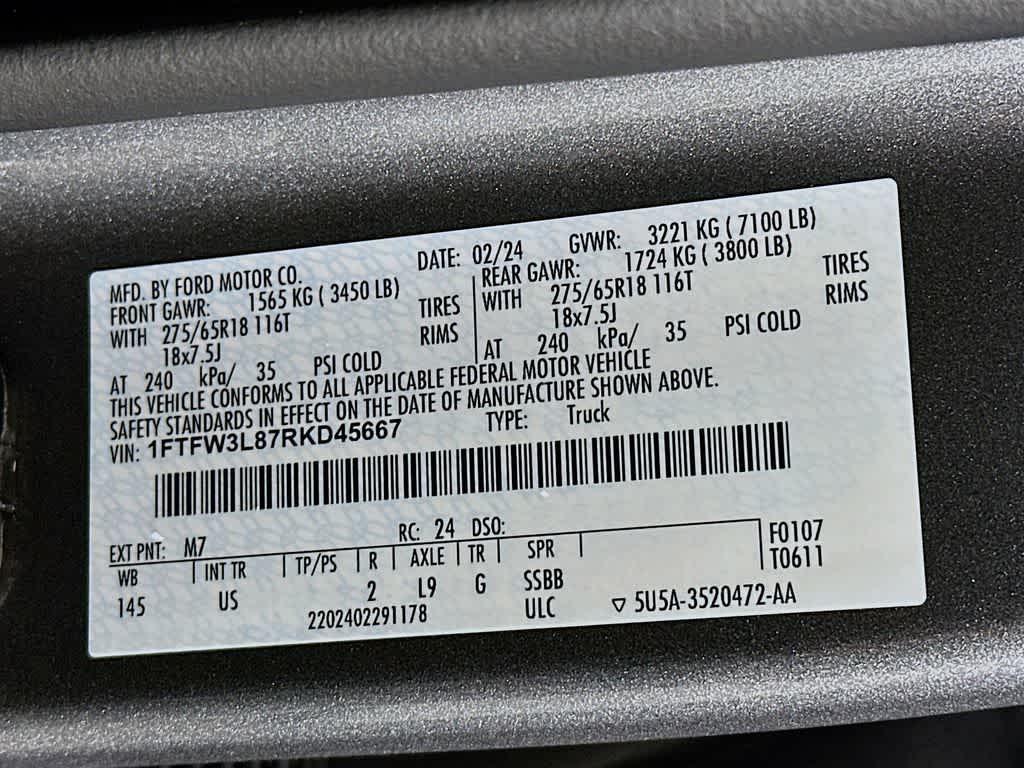 MFD. BY FORD MOTOR CO. DATE: 02/24 GVWR: 3221 KG ( 7100 LB)
FRONT GAWR: 1565 KG ( 3450 LB) REAR GAWR: 1724 KG ( 3800 LB)
WITH 275/65R18 116T TIRES WITH 275/65R18 116T TIRES
18x7.5J RIMS 18x7.5J RIMS
AT 240 kPa/ 35 PSI COLD AT 240 kPa/ 35 PSI COLD
THIS VEHICLE CONFORMS TO ALL APPLICABLE FEDERAL MOTOR VEHICLE
SAFETY STANDARDS IN EFFECT ON THE DATE OF MANUFACTURE SHOWN ABOVE.
VIN: 1FTFW3L87RKD45667 TYPE: Truck
EXT PNT: M7 RC: 24 DSO: F0107
WB INT TR TP/PS R AXLE TR SPR T0611
145 US 2 L9 G SSBB
2202402291178 ULC ▽ 5U5A-3520472-AA